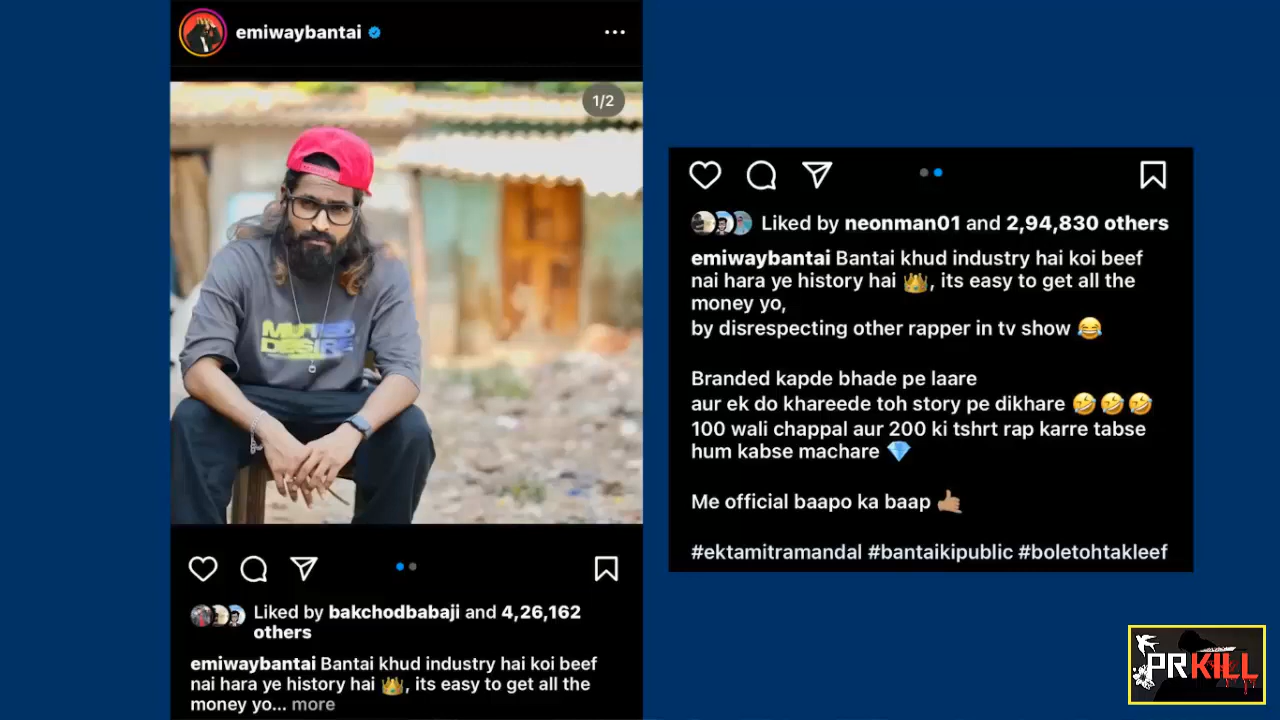 emiwaybantai
1/2
MUTED
DESIRE
Liked by bakchodbabaji and 4,26,162
others
emiwaybantai Bantai khud industry hai koi beef
nai hara ye history hai 👑, its easy to get all the
money yo... more
Liked by neonman01 and 2,94,830 others
emiwaybantai Bantai khud industry hai koi beef
nai hara ye history hai 👑, its easy to get all the
money yo,
by disrespecting other rapper in tv show 😂
Branded kapde bhade pe laare
aur ek do khareede toh story pe dikhare 🤣🤣🤣
100 wali chappal aur 200 ki tshrt rap karre tabse
hum kabse machare 💎
Me official baapo ka baap 🤙🏽
#ektamitramandal #bantaikipublic #boletohtakleef
PRKILL